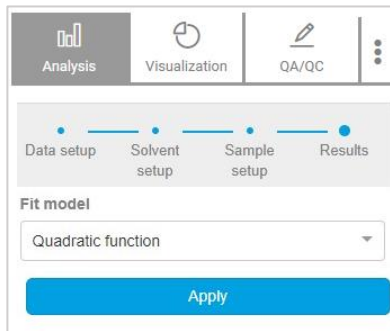 Analysis Visualization QA/QC
Data setup Solvent setup Sample setup Results
Fit model
Quadratic function
Apply